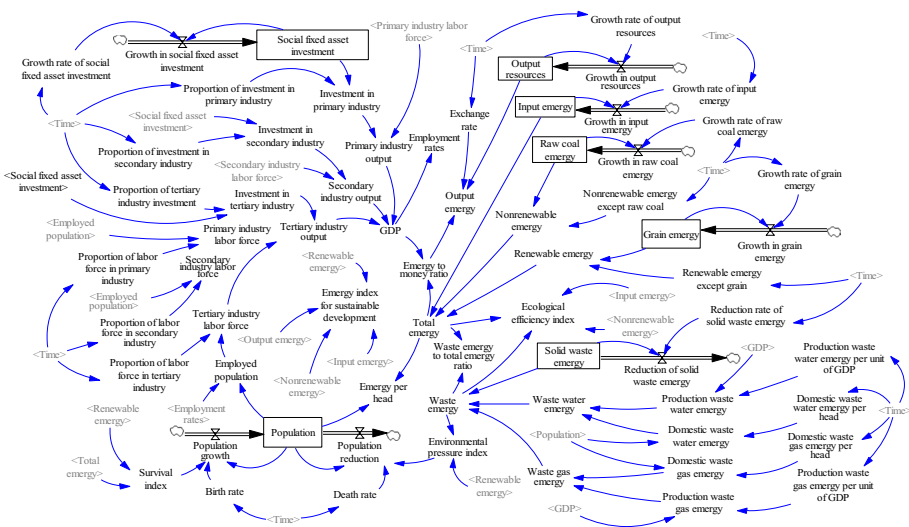 <Primary industry labor
force>
Growth rate of output
resources
Social fixed asset
investment
<Time>
<Time>
Growth in social fixed asset
investment
Growth rate of social
fixed asset investment
Output
resources
Growth in output
resources
Proportion of investment in
primary industry
Investment in
primary industry
Growth rate of input
emergy
Input emergy
Growth in input
emergy
Exchange
rate
<Social fixed asset
investment>
<Time>
Investment in
secondary industry
Employment
rates
Growth rate of raw
coal emergy
Raw coal
emergy
Growth in raw coal
emergy
Primary industry
output
Proportion of investment in
secondary industry
<Time>
<Secondary industry
labor force>
<Social fixed asset
investment>
Growth rate of grain
emergy
Secondary
industry output
Proportion of tertiary
industry investment
Investment in
tertiary industry
Output
emergy
Nonrenewable emergy
except raw coal
<Employed
population>
Primary industry
labor force
Tertiary industry
output
GDP
Nonrenewable
emergy
Grain emergy
Growth in grain
emergy
Proportion of labor
force in primary
industry
Secondary
industry labor
force
<Renewable
emergy>
Emergy to
money ratio
Renewable emergy
Renewable emergy
except grain
<Time>
<Employed
population>
Emergy index
for sustainable
development
Ecological
efficiency index
<Input emergy>
Tertiary industry
labor force
Total
emergy
Reduction rate of
solid waste emergy
Proportion of labor
force in secondary
industry
<Output emergy>
<Nonrenewable
emergy>
<Time>
<Input
emergy>
Waste emergy
to total emergy
ratio
Solid waste
emergy
Reduction of solid
waste emergy
<GDP>
Production waste
water emergy per unit
of GDP
Proportion of labor
force in tertiary
industry
Employed
population
<Nonrenewable
emergy>
Emergy per
head
Waste
emergy
Waste water
emergy
Production waste
water emergy
Domestic waste
water emergy per
head
<Time>
<Renewable
emergy>
<Employment
rates>
Population
Population
growth
Population
reduction
Environmental
pressure index
<Population>
Domestic waste
water emergy
Domestic waste
gas emergy per
head
<Total
emergy>
Survival
index
Waste gas
emergy
Domestic waste
gas emergy
Birth rate
Death rate
<Renewable
emergy>
Production waste
gas emergy per unit
of GDP
Production waste
gas emergy
<Time>
<GDP>